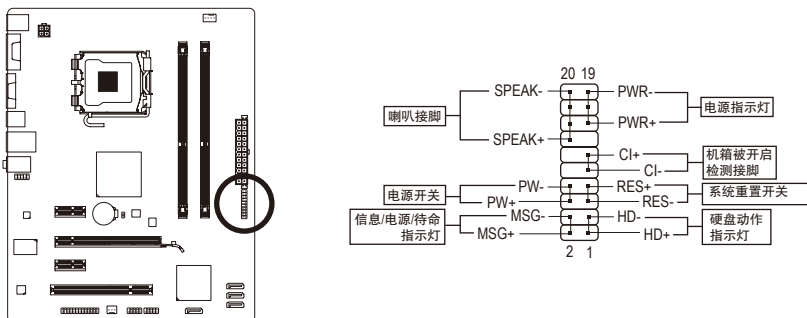 20 19
SPEAK-
PWR-
喇叭接脚
电源指示灯
PWR+
SPEAK+
CI+
机箱被开启
检测接脚
CI-
电源开关
PW-
RES+
系统重置开关
PW+
RES-
信息/电源/待命
指示灯
MSG-
HD-
硬盘动作
指示灯
MSG+
HD+
2 1